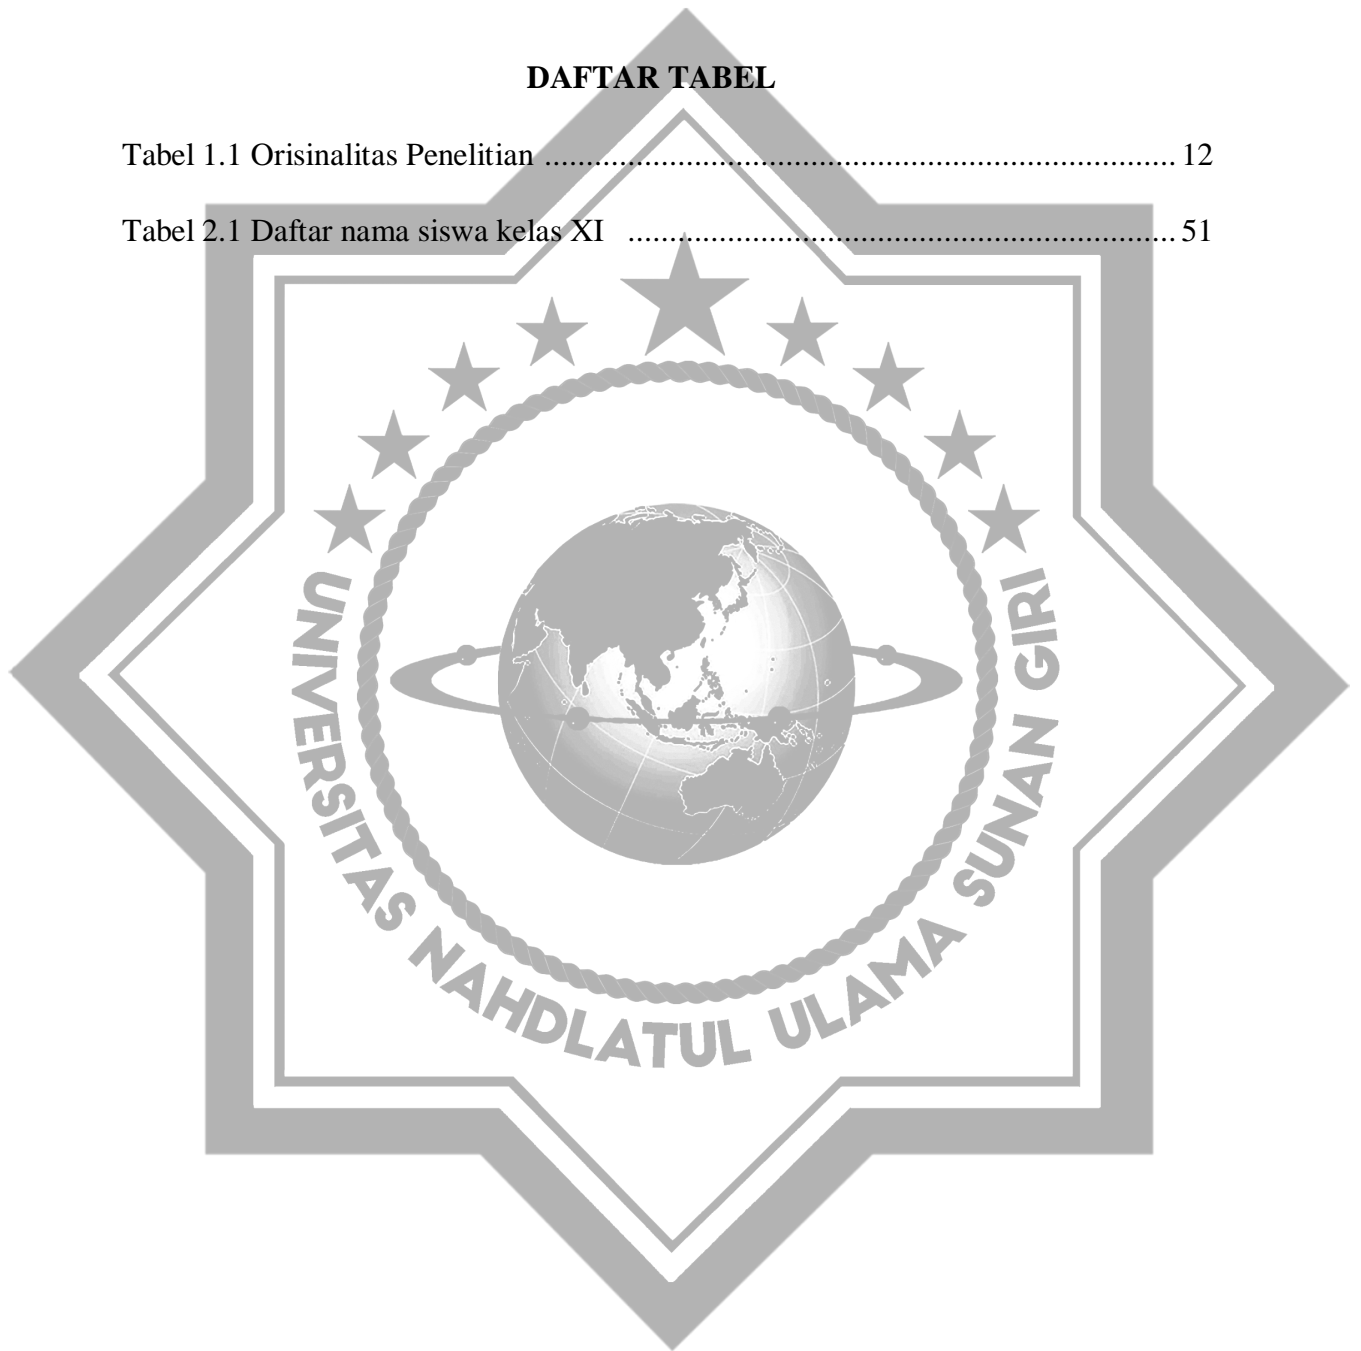 DAFTAR TABEL
Tabel 1.1 Orisinalitas Penelitian ............................................................................ 12
Tabel 2.1 Daftar nama siswa kelas XI .................................................................. 51
UNIVERSITAS NAHDLATUL ULAMA SUNAN GIRI